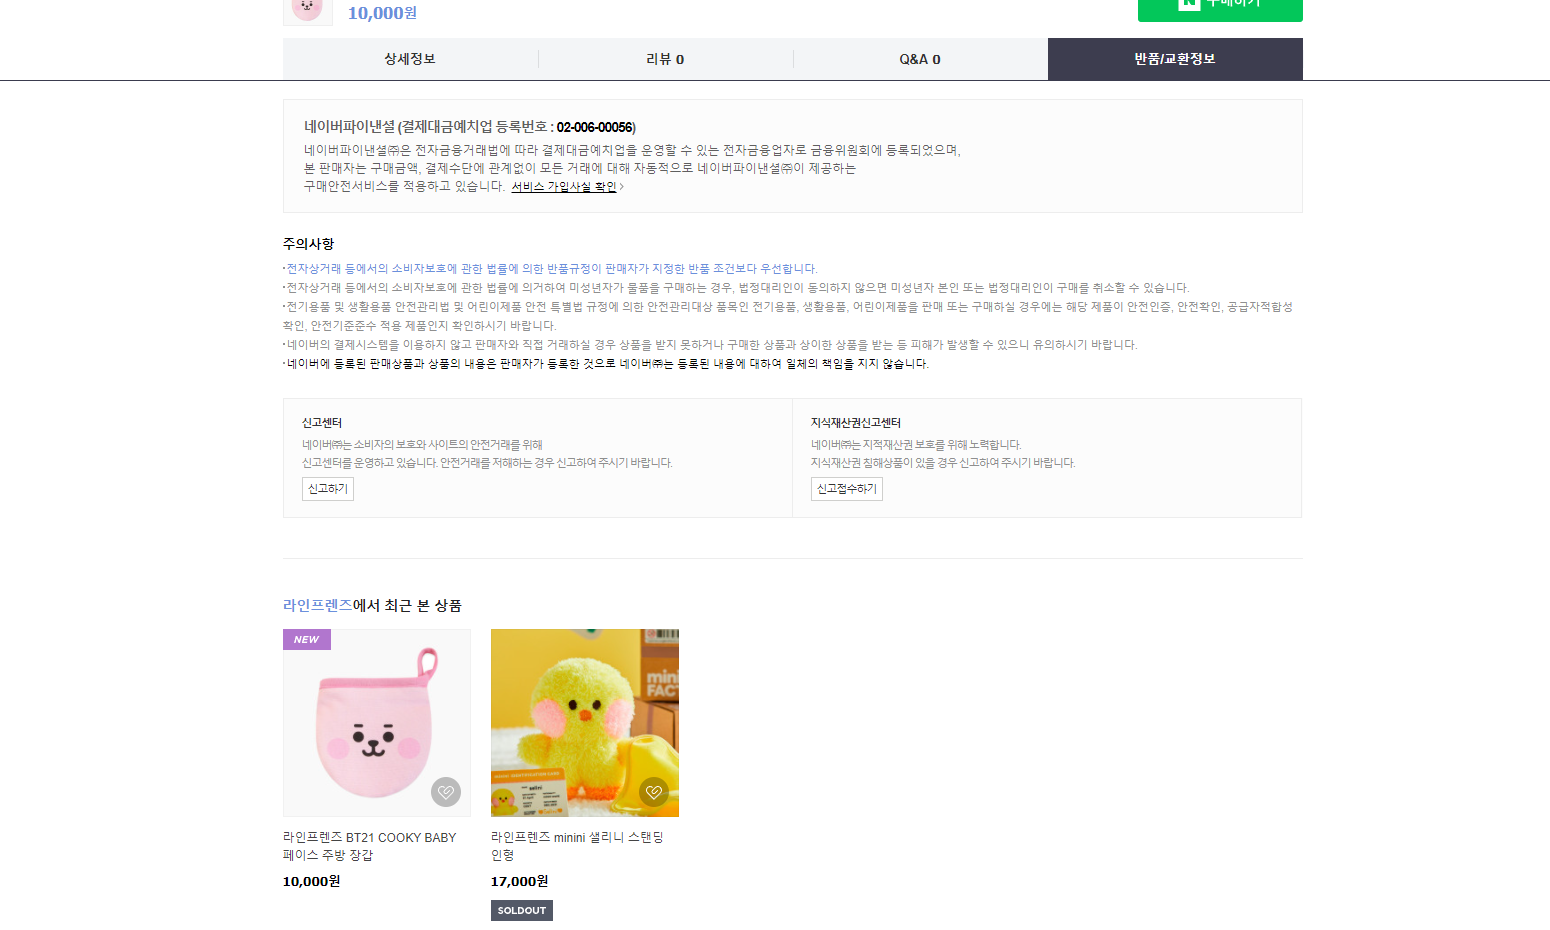 10,000원
구매하기
상세정보
리뷰 0
Q&A 0
반품/교환정보
네이버파이낸셜 (결제대금예치업 등록번호 : 02-006-00056)
네이버파이낸셜㈜은 전자금융거래법에 따라 결제대금예치업을 운영할 수 있는 전자금융업자로 금융위원회에 등록되었으며,
본 판매자는 구매금액, 결제수단에 관계없이 모든 거래에 대해 자동적으로 네이버파이낸셜㈜이 제공하는
구매안전서비스를 적용하고 있습니다. 서비스 가입사실 확인 >
주의사항
·전자상거래 등에서의 소비자보호에 관한 법률에 의한 반품규정이 판매자가 지정한 반품 조건보다 우선합니다.
·전자상거래 등에서의 소비자보호에 관한 법률에 의거하여 미성년자가 물품을 구매하는 경우, 법정대리인이 동의하지 않으면 미성년자 본인 또는 법정대리인이 구매를 취소할 수 있습니다.
·전기용품 및 생활용품 안전관리법 및 어린이제품 안전 특별법 규정에 의한 안전관리대상 품목인 전기용품, 생활용품, 어린이제품을 판매 또는 구매하실 경우에는 해당 제품이 안전인증, 안전확인, 공급자적합성
확인, 안전기준준수 적용 제품인지 확인하시기 바랍니다.
·네이버의 결제시스템을 이용하지 않고 판매자와 직접 거래하실 경우 상품을 받지 못하거나 구매한 상품과 상이한 상품을 받는 등 피해가 발생할 수 있으니 유의하시기 바랍니다.
·네이버에 등록된 판매상품과 상품의 내용은 판매자가 등록한 것으로 네이버㈜는 등록된 내용에 대하여 일체의 책임을 지지 않습니다.
신고센터
네이버㈜는 소비자의 보호와 사이트의 안전거래를 위해
신고센터를 운영하고 있습니다. 안전거래를 저해하는 경우 신고하여 주시기 바랍니다.
신고하기
지식재산권신고센터
네이버㈜는 지적재산권 보호를 위해 노력합니다.
지식재산권 침해상품이 있을 경우 신고하여 주시기 바랍니다.
신고접수하기
라인프렌즈에서 최근 본 상품
NEW
라인프렌즈 BT21 COOKY BABY
페이스 주방 장갑
10,000원
mini
FAC
라인프렌즈 minini 샐리니 스탠딩
인형
17,000원
SOLDOUT